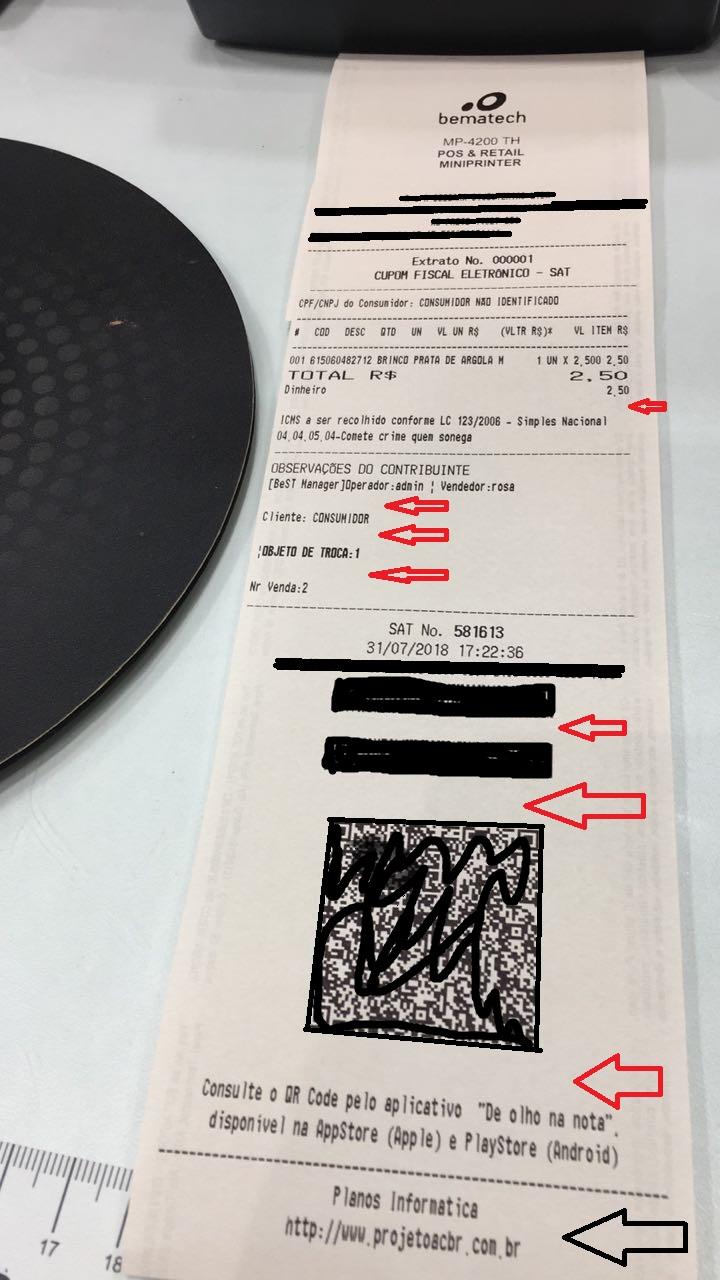 bematech
MP-4200 TH
POS & RETAIL
MINIPRINTER
Extrato No. 000001
CUPOM FISCAL ELETRÔNICO - SAT
CPF/CNPJ do Consumidor: CONSUMIDOR NÃO IDENTIFICADO
# COD DESC QTD UN VL UN R$ (VLTR R$)* VL ITEM R$
001 615060482712 BRINCO PRATA DE ARGOLA M 1 UN X 2,500 2,50
TOTAL R$ 2,50
Dinheiro 2,50
ICMS a ser recolhido conforme LC 123/2006 - Simples Nacional
04.04.05.04-Comete crime quem sonega
OBSERVAÇÕES DO CONTRIBUINTE
[BeST Manager]Operador:admin ¦ Vendedor:rosa
Cliente: CONSUMIDOR
¦OBJETO DE TROCA:1
Nr Venda:2
SAT No. 581613
31/07/2018 17:22:36
Consulte o QR Code pelo aplicativo "De olho na nota",
disponivel na AppStore (Apple) e PlayStore (Android)
Planos Informatica
http://www.projetoacbr.com.br
17
18